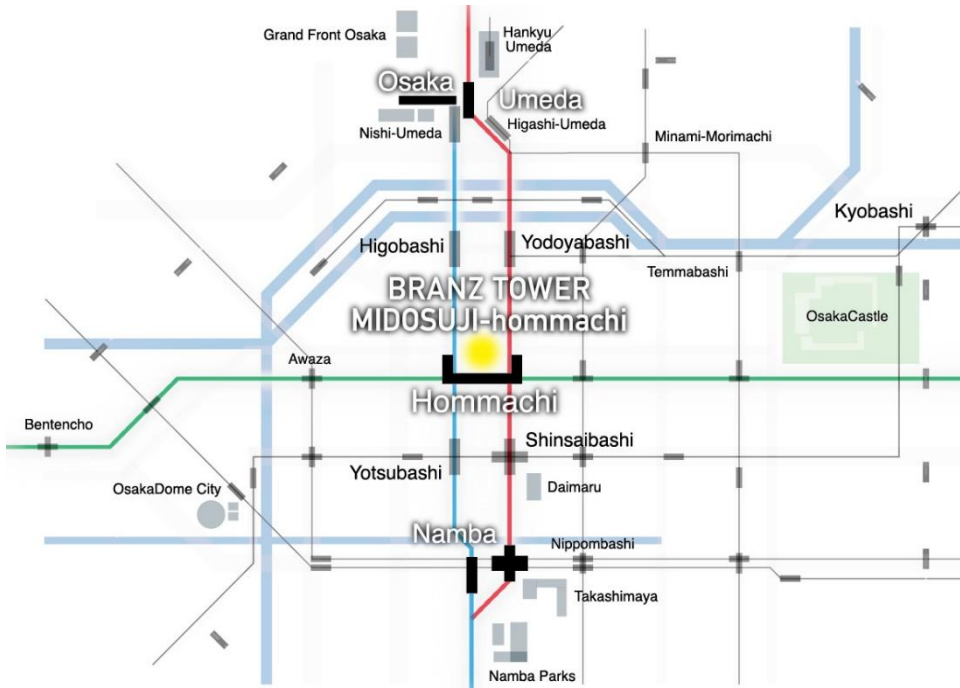 Grand Front Osaka
Hankyu
Umeda
Osaka
Umeda
Nishi-Umeda
Higashi-Umeda
Minami-Morimachi
Kyobashi
Higobashi
Yodoyabashi
Temmabashi
BRANZ TOWER
MIDOSUJI-hommachi
OsakaCastle
Awaza
Hommachi
Bentencho
Shinsaibashi
Yotsubashi
OsakaDome City
Daimaru
Namba
Nippombashi
Takashimaya
Namba Parks